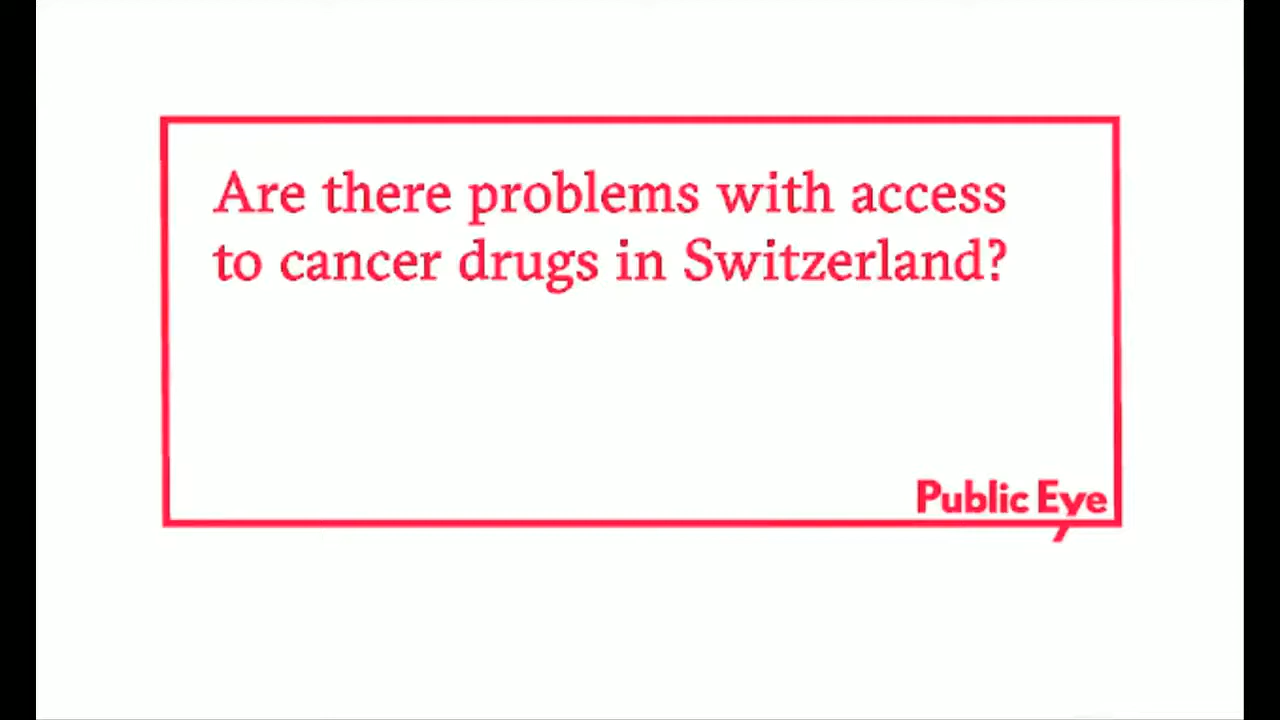 Are there problems with access
to cancer drugs in Switzerland?
Public Eye